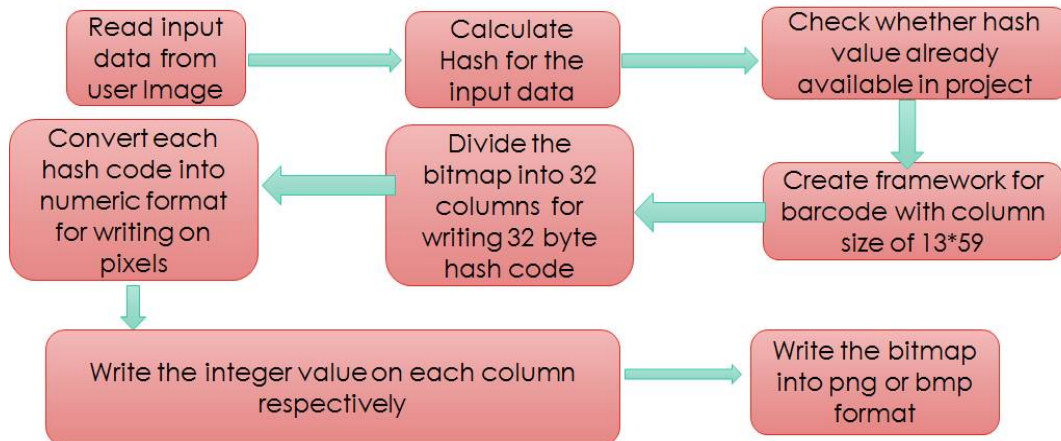 Read input
data from
user Image
Calculate
Hash for the
input data
Check whether hash
value already
available in project
Create framework for
barcode with column
size of 13*59
Divide the
bitmap into 32
columns for
writing 32 byte
hash code
Convert each
hash code into
numeric format
for writing on
pixels
Write the integer value on each column
respectively
Write the bitmap
into png or bmp
format